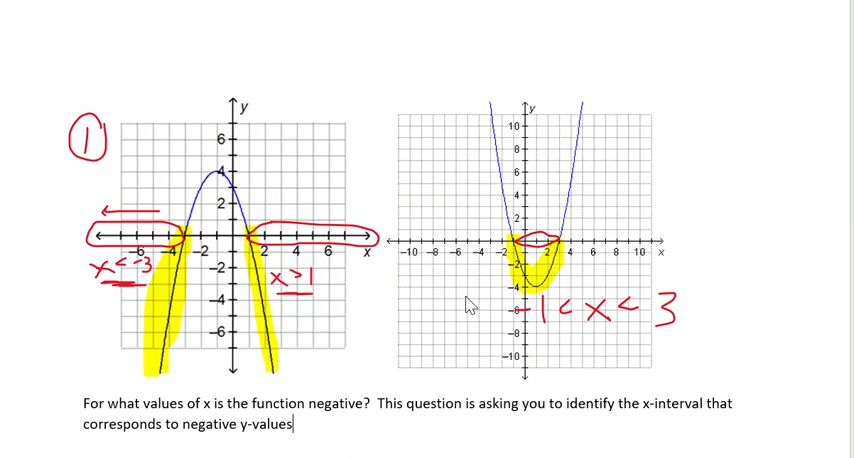 1
y
6
4
2
-6 -4 -2 2 4 6 x
-2
-4
-6
x < -3
x > 1
y
10
8
6
4
2
-10 -8 -6 -4 -2 2 4 6 8 10 x
-2
-4
-6
-8
-10
-1 < x < 3
For what values of x is the function negative?  This question is asking you to identify the x-interval that
corresponds to negative y-values